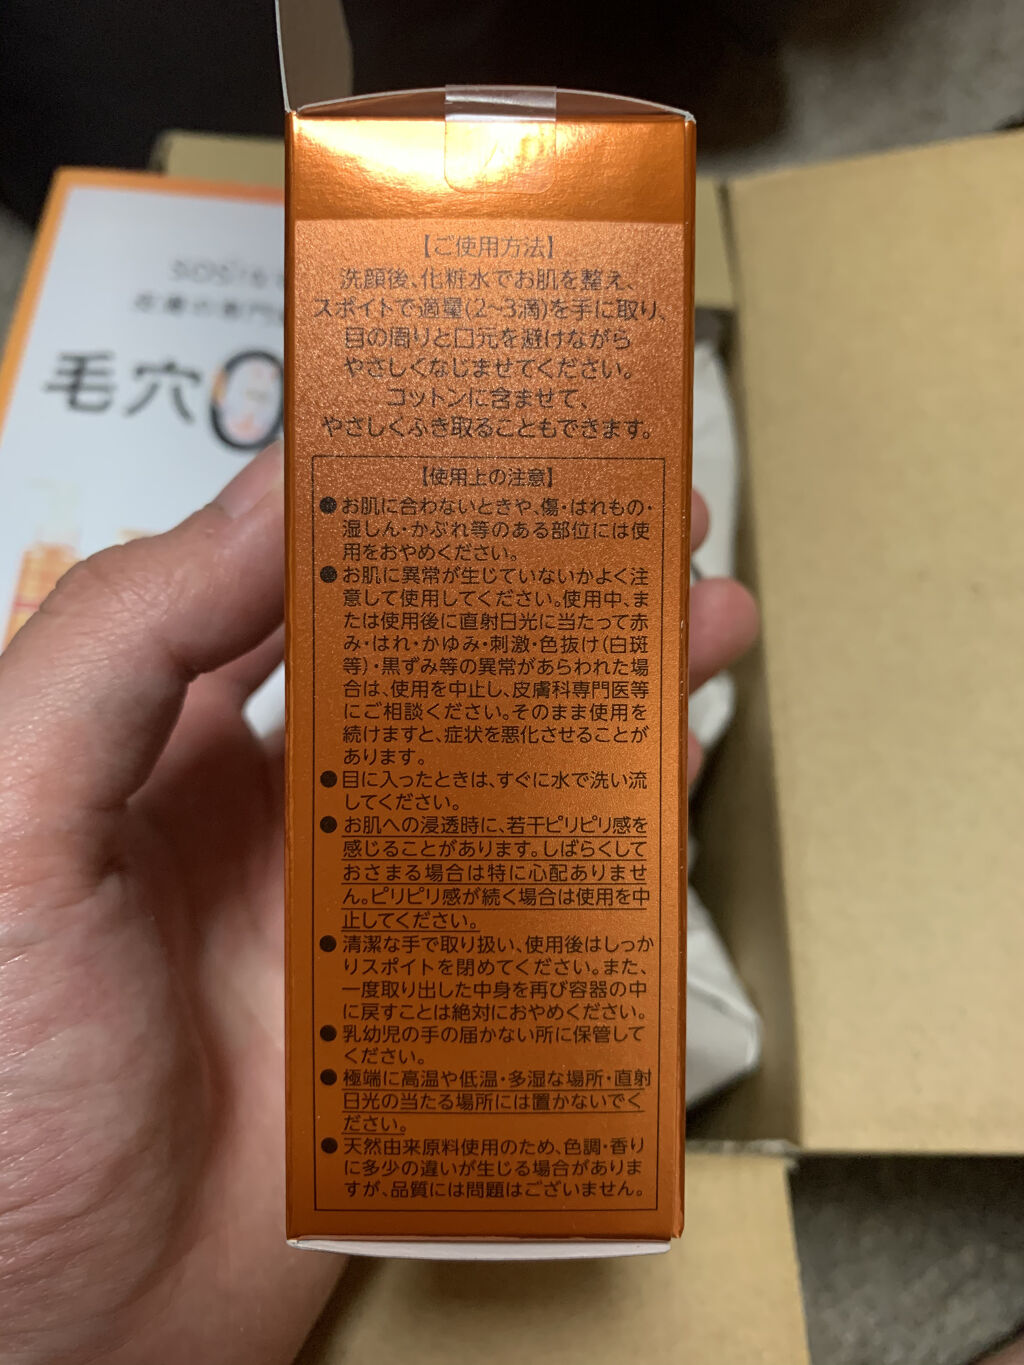 毛穴0
【ご使用方法】
洗顔後、化粧水でお肌を整え、
スポイトで適量(2~3滴)を手に取り、
目の周りと口元を避けながら
やさしくなじませてください。
コットンに含ませて、
やさしくふき取ることもできます。
【使用上の注意】
●お肌に合わないときや、傷・はれもの・
湿しん・かぶれ等のある部位には使
用をおやめください。
●お肌に異常が生じていないかよく注
意して使用してください。使用中、ま
たは使用後に直射日光に当たって赤
み・はれ・かゆみ・刺激・色抜け(白斑
等)・黒ずみ等の異常があらわれた場
合は、使用を中止し、皮膚科専門医等
にご相談ください。そのまま使用を
続けますと、症状を悪化させることが
あります。
●目に入ったときは、すぐに水で洗い流
してください。
●お肌への浸透時に、若干ピリピリ感を
感じることがあります。しばらくして
おさまる場合は特に心配ありませ
ん。ピリピリ感が続く場合は使用を中
止してください。
●清潔な手で取り扱い、使用後はしっか
りスポイトを閉めてください。また、
一度取り出した中身を再び容器の中
に戻すことは絶対におやめください。
●乳幼児の手の届かない所に保管して
ください。
●極端に高温や低温・多湿な場所・直射
日光の当たる場所には置かないでく
ださい。
●天然由来原料使用のため、色調・香り
に多少の違いが生じる場合がありま
すが、品質には問題はございません。